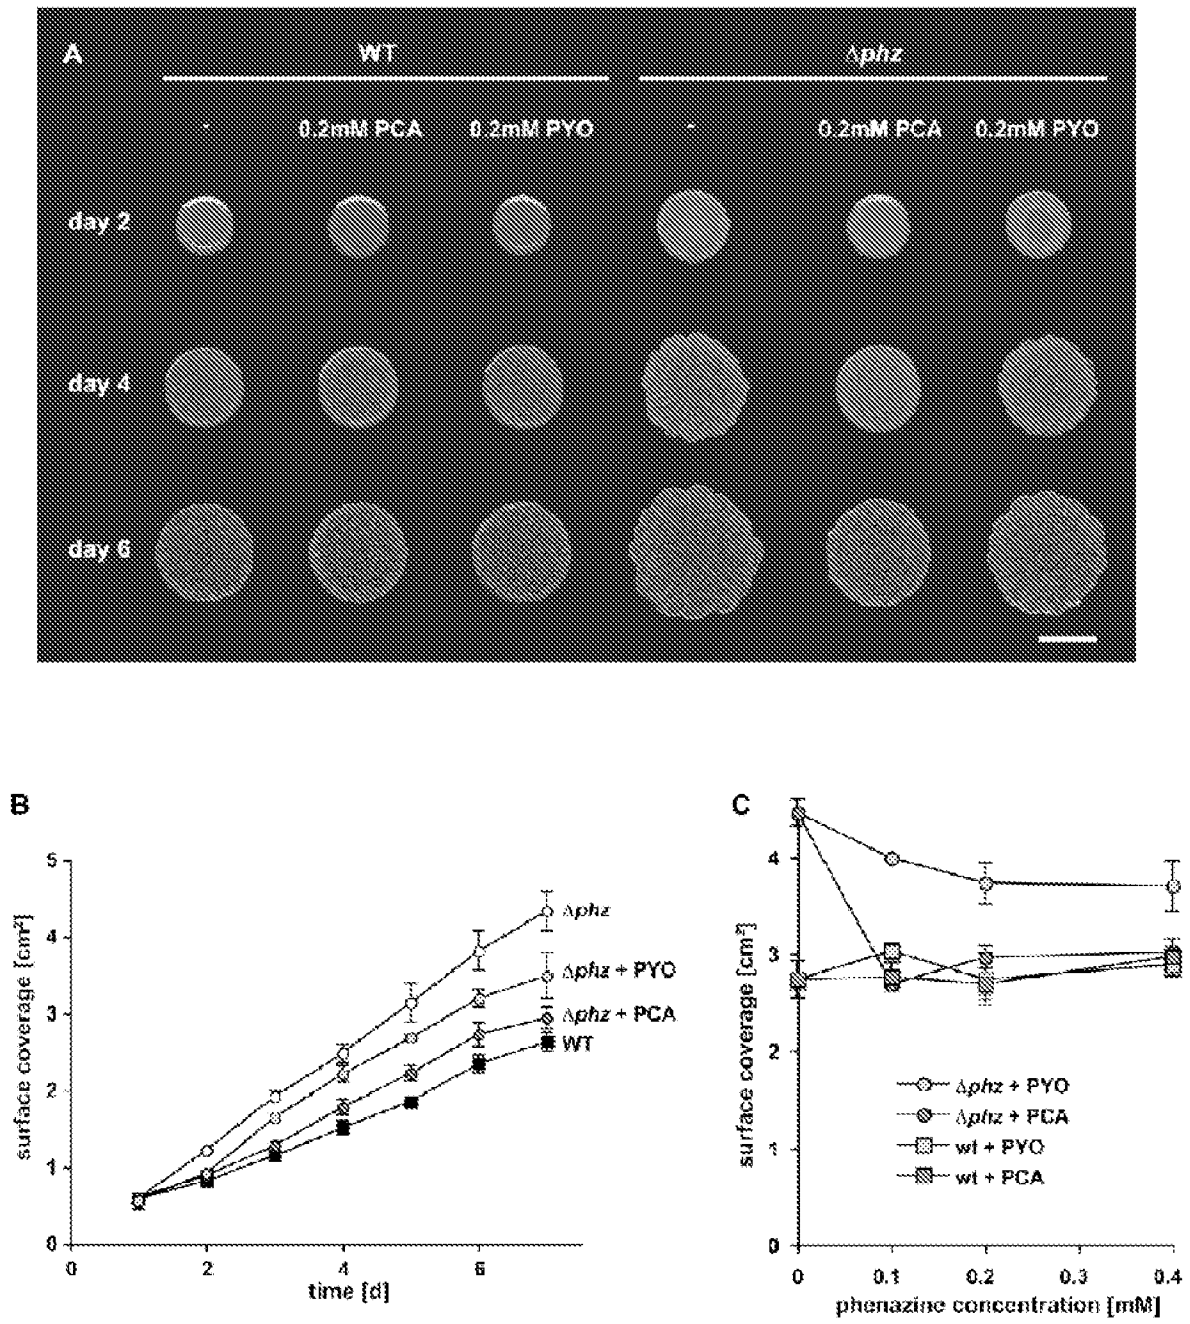 A WT Δphz
- 0.2mM PCA 0.2mM PYO - 0.2mM PCA 0.2mM PYO
day 2
day 4
day 6
B
surface coverage [cm²]
5
4
3
2
1
0
0 2 4 6
time [d]
Δphz
Δphz + PYO
Δphz + PCA
WT
C
surface coverage [cm²]
4
3
2
1
0
0 0.1 0.2 0.3 0.4
phenazine concentration [mM]
Δphz + PYO
Δphz + PCA
wt + PYO
wt + PCA